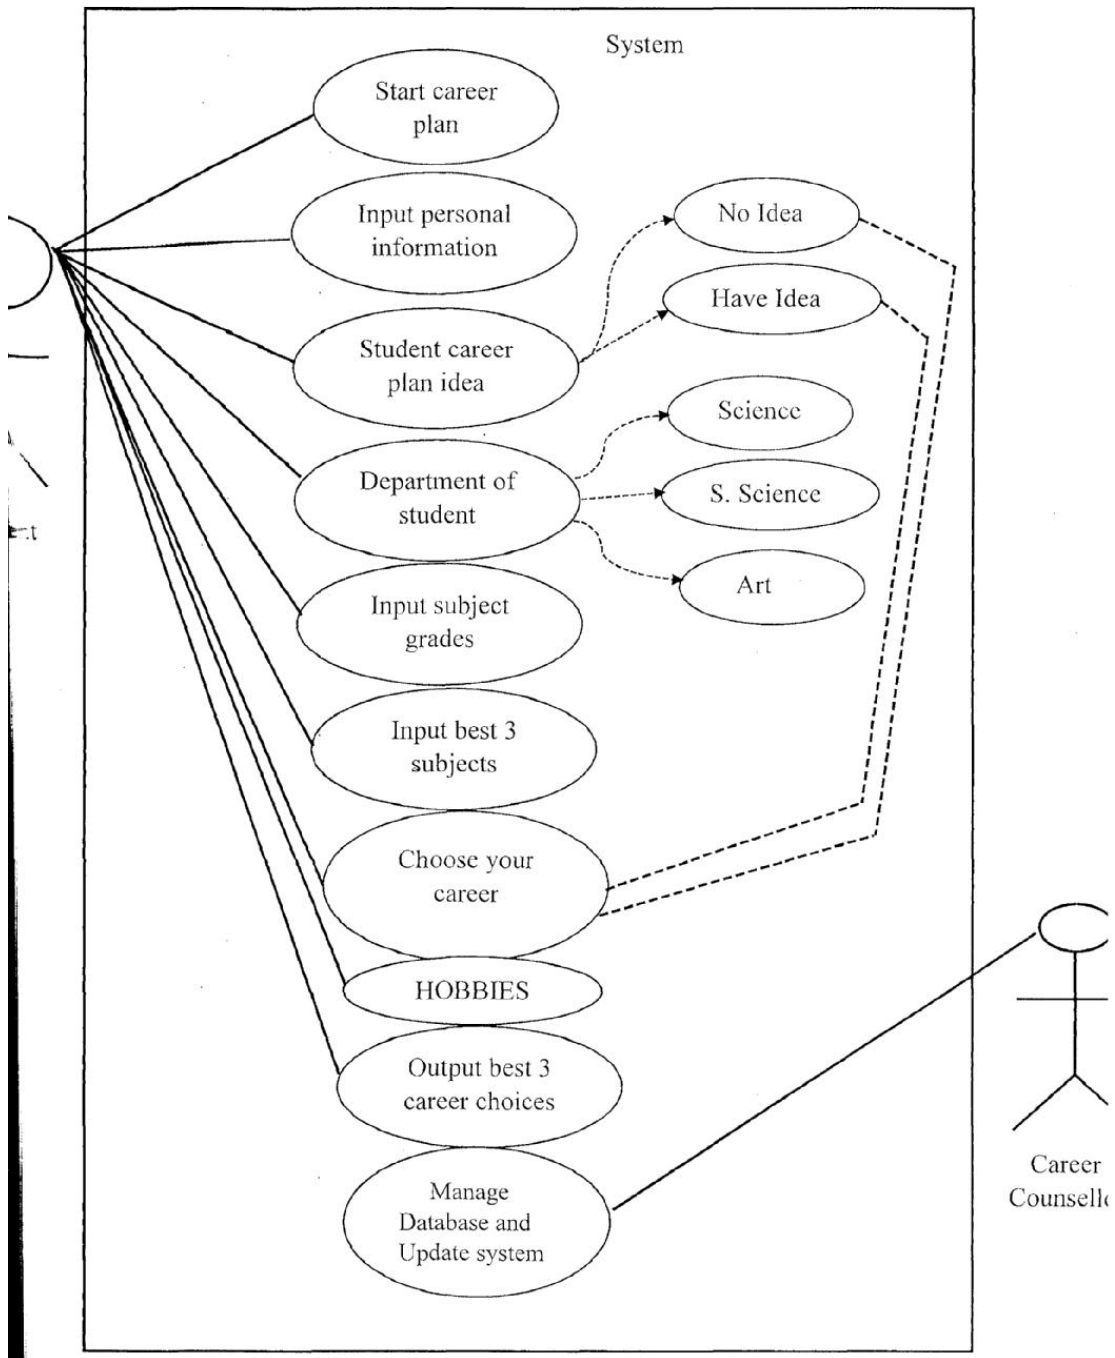 System
Start career
plan
Input personal
information
No Idea
Have Idea
Student career
plan idea
Science
Department of
student
S. Science
Art
Input subject
grades
Input best 3
subjects
Choose your
career
HOBBIES
Output best 3
career choices
Manage
Database and
Update system
Career